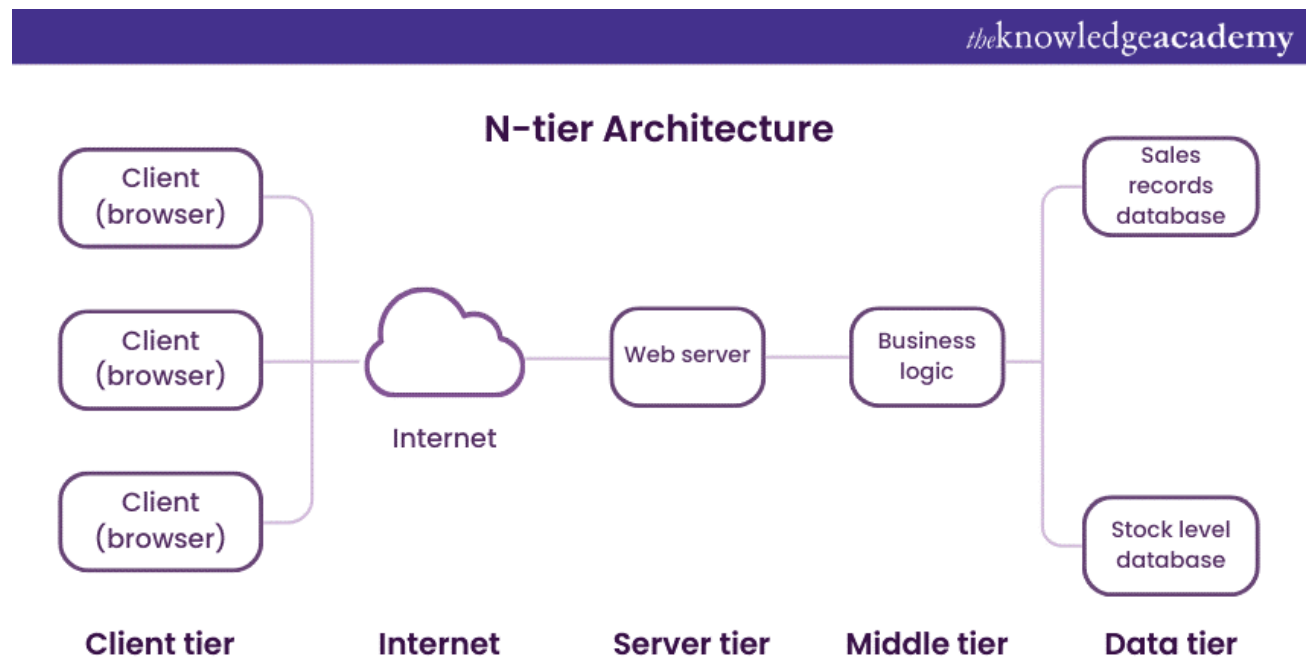 theknowledgeacademy
N-tier Architecture
Client
(browser)
Client
(browser)
Client
(browser)
Internet
Web server
Business
logic
Sales
records
database
Stock level
database
Client tier
Internet
Server tier
Middle tier
Data tier